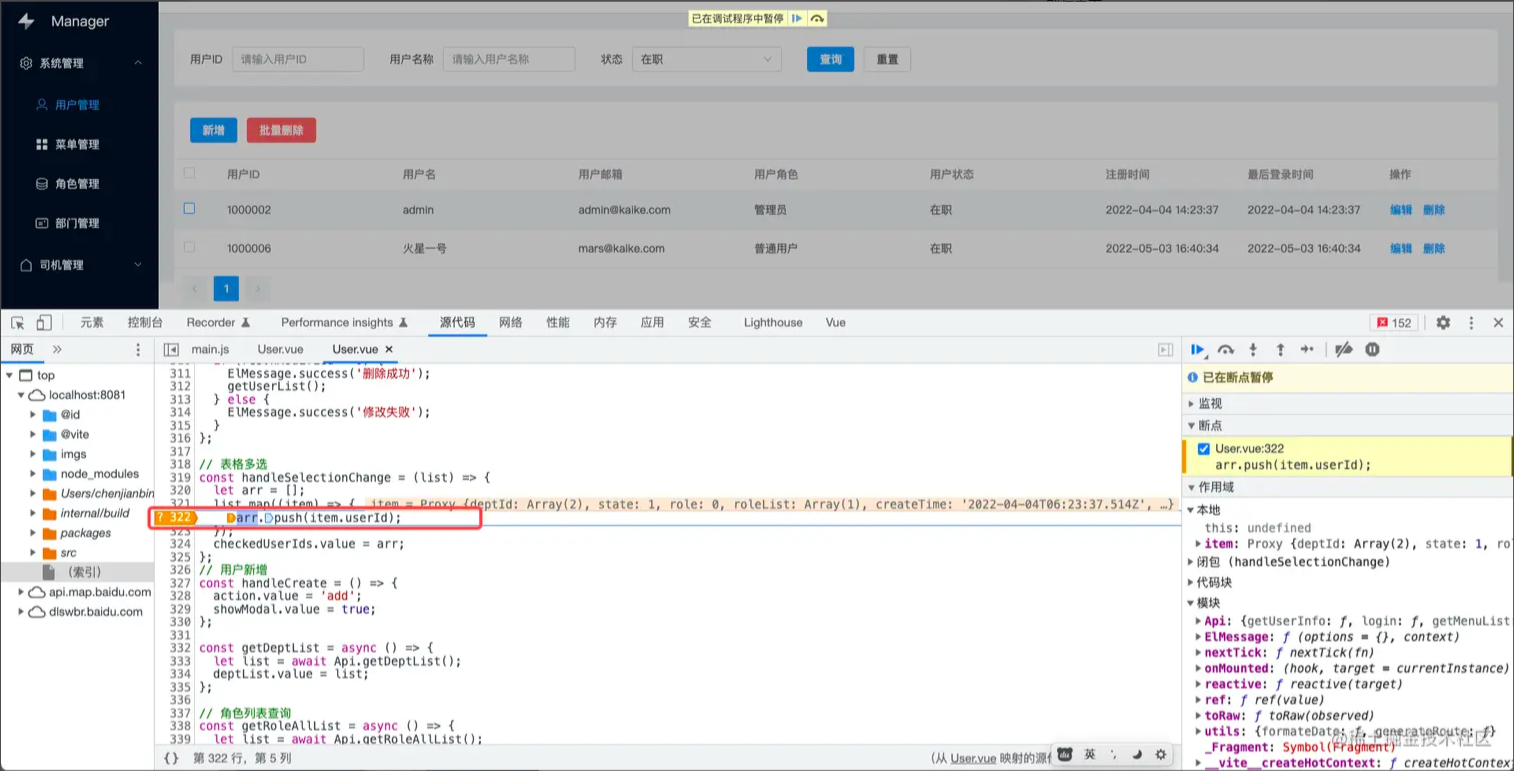 已在调试程序中暂停
Manager
系统管理
用户管理
菜单管理
角色管理
部门管理
司机管理
用户ID 请输入用户ID 用户名称 请输入用户名称 状态 在职 查询 重置
新增 批量删除
用户ID 用户名 用户邮箱 用户角色 用户状态 注册时间 最后登录时间 操作
1000002 admin admin@kaike.com 管理员 在职 2022-04-04 14:23:37 2022-04-04 14:23:37 编辑 删除
1000006 火星一号 mars@kaike.com 普通用户 在职 2022-05-03 16:40:34 2022-05-03 16:40:34 编辑 删除
1
元素 控制台 Recorder Performance insights 源代码 网络 性能 内存 应用 安全 Lighthouse Vue 152
网页 »
top
localhost:8081
@id
@vite
imgs
node_modules
Users/chenjianbin
internal/build
packages
src
(索引)
api.map.baidu.com
dlswbr.baidu.com
main.js User.vue User.vue
311 ElMessage.success('删除成功');
312 getUserList();
313 } else {
314 ElMessage.success('修改失败');
315 }
316 };
317
318 // 表格多选
319 const handleSelectionChange = (list) => {
320 let arr = [];
321 list.map((item) => { item = Proxy {deptId: Array(2), state: 1, role: 0, roleList: Array(1), createTime: '2022-04-04T06:23:37.514Z', …}
? 322 arr.push(item.userId);
323 });
324 checkedUserIds.value = arr;
325 };
326 // 用户新增
327 const handleCreate = () => {
328 action.value = 'add';
329 showModal.value = true;
330 };
331
332 const getDeptList = async () => {
333 let list = await Api.getDeptList();
334 deptList.value = list;
335 };
336
337 // 角色列表查询
338 const getRoleAllList = async () => {
339 let list = await Api.getRoleAllList();
{} 第 322 行，第 5 列 (从 User.vue 映射的源
英
已在断点暂停
监视
断点
User.vue:322
arr.push(item.userId);
作用域
本地
this: undefined
item: Proxy {deptId: Array(2), state: 1, ro
闭包 (handleSelectionChange)
代码块
模块
Api: {getUserInfo: ƒ, login: ƒ, getMenuList
ElMessage: ƒ (options = {}, context)
nextTick: ƒ nextTick(fn)
onMounted: (hook, target = currentInstance)
reactive: ƒ reactive(target)
ref: ƒ ref(value)
toRaw: ƒ toRaw(observed)
utils: {formateDate: ƒ, generateRoute: ƒ}
_Fragment: Symbol(Fragment)
__vite__createHotContext: ƒ createHotContex
@稀土掘金技术社区